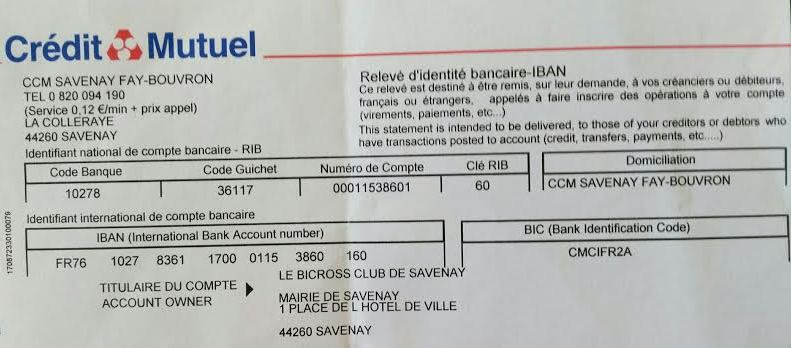 Crédit Mutuel
CCM SAVENAY FAY-BOUVRON
TEL 0 820 094 190
(Service 0,12 €/min + prix appel)
LA COLLERAYE
44260 SAVENAY
Relevé d'identité bancaire-IBAN
Ce relevé est destiné à être remis, sur leur demande, à vos créanciers ou débiteurs,
français ou étrangers, appelés à faire inscrire des opérations à votre compte
(virements, paiements, etc...)
This statement is intended to be delivered, to those of your creditors or debtors who
have transactions posted to account (credit, transfers, payments, etc.....)
Identifiant national de compte bancaire - RIB
Code Banque Code Guichet Numéro de Compte Clé RIB Domiciliation
10278 36117 00011538601 60 CCM SAVENAY FAY-BOUVRON
Identifiant international de compte bancaire
IBAN (International Bank Account number) BIC (Bank Identification Code)
FR76 1027 8361 1700 0115 3860 160 CMCIFR2A
TITULAIRE DU COMPTE
ACCOUNT OWNER
LE BICROSS CLUB DE SAVENAY
MAIRIE DE SAVENAY
1 PLACE DE L HOTEL DE VILLE
44260 SAVENAY
170872330100079